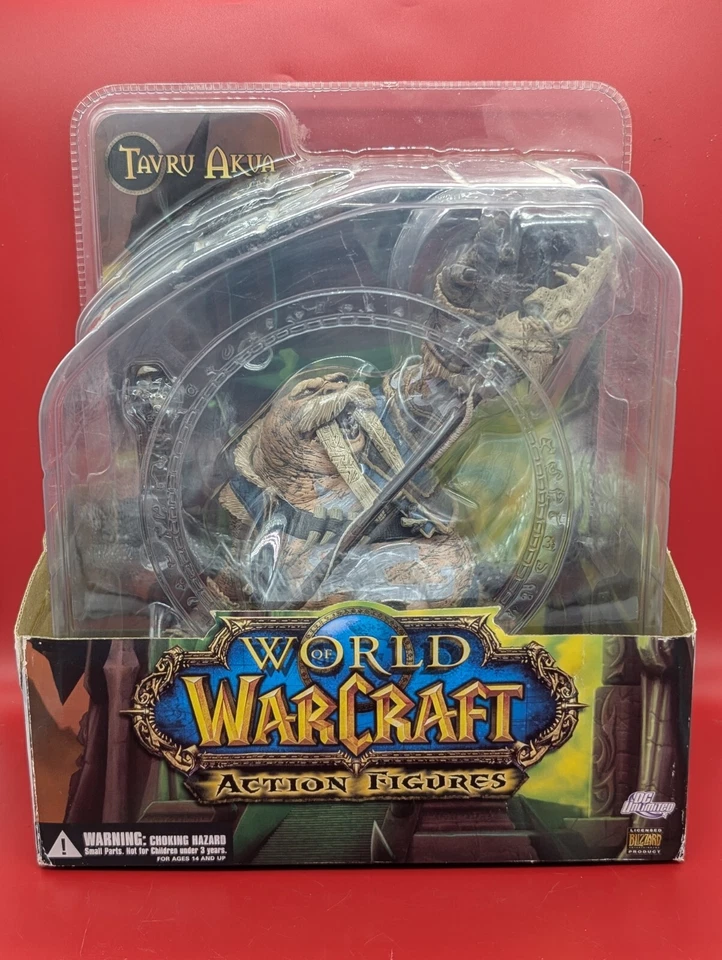 TAVRU AKUA
WORLD OF
WARCRAFT
ACTION FIGURES
WARNING: CHOKING HAZARD
Small Parts. Not for Children under 3 years.
FOR AGES 14 AND UP
DC
UNLIMITED
LICENSED
BLIZZARD
PRODUCT